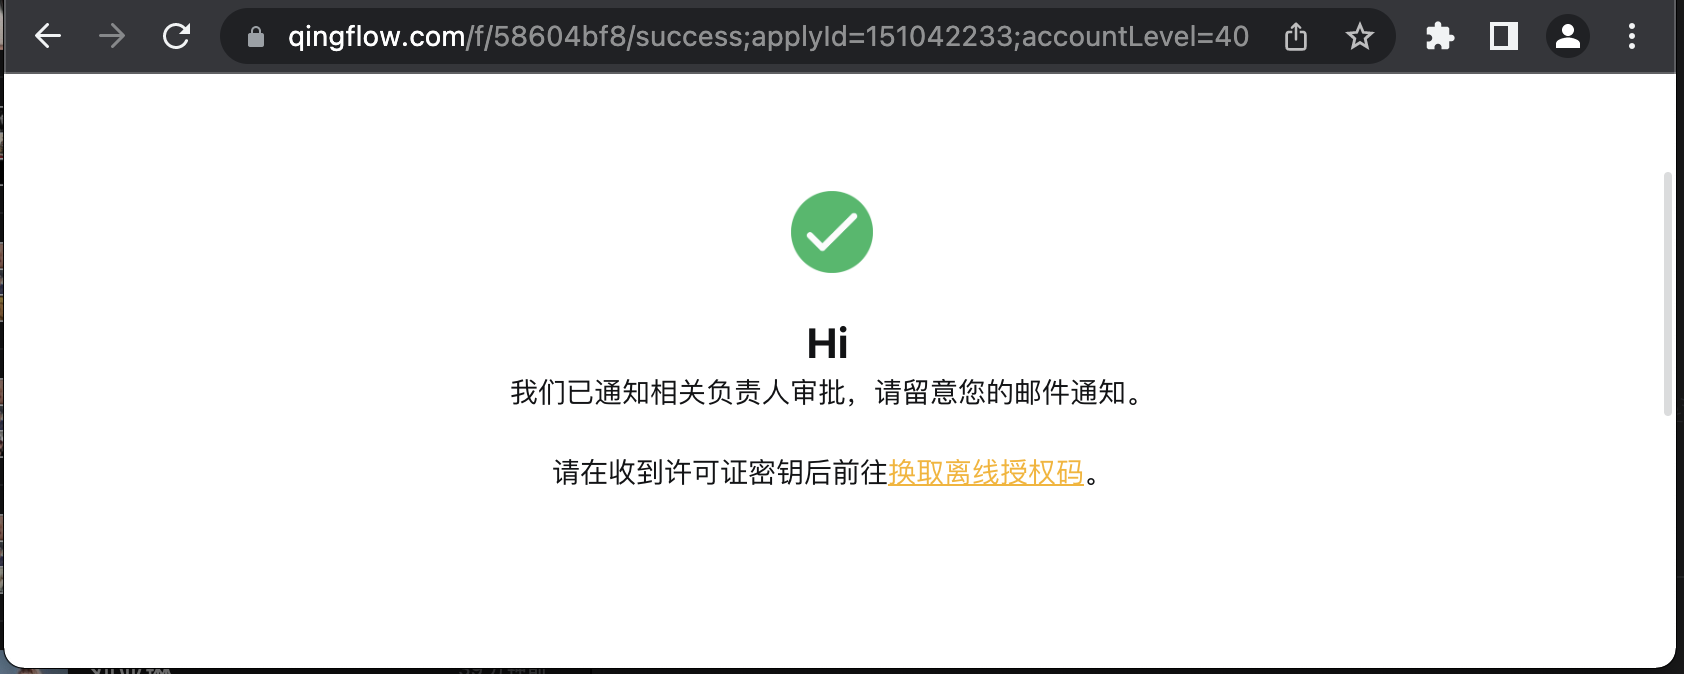 qingflow.com/f/58604bf8/success;applyId=151042233;accountLevel=40
Hi
我们已通知相关负责人审批，请留意您的邮件通知。
请在收到许可证密钥后前往换取离线授权码。